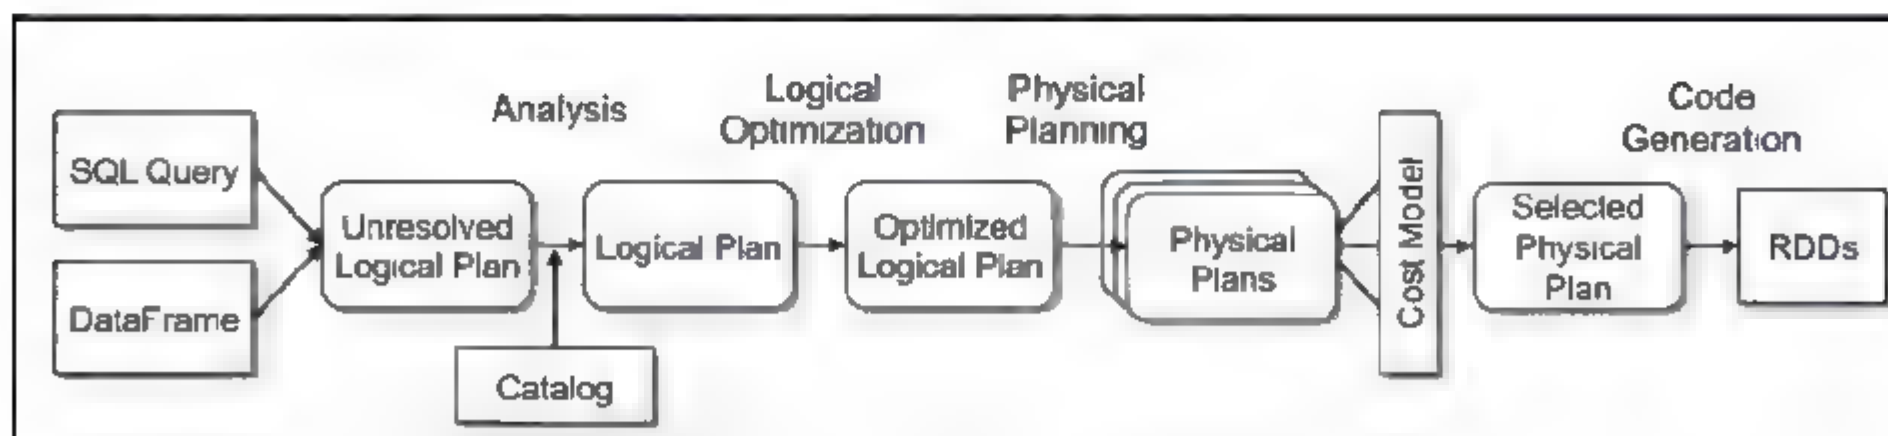 Analysis
Logical
Optimization
Physical
Planning
Code
Generation
SQL Query
DataFrame
Unresolved
Logical Plan
Catalog
Logical Plan
Optimized
Logical Plan
Physical
Plans
Cost Model
Selected
Physical
Plan
RDDs